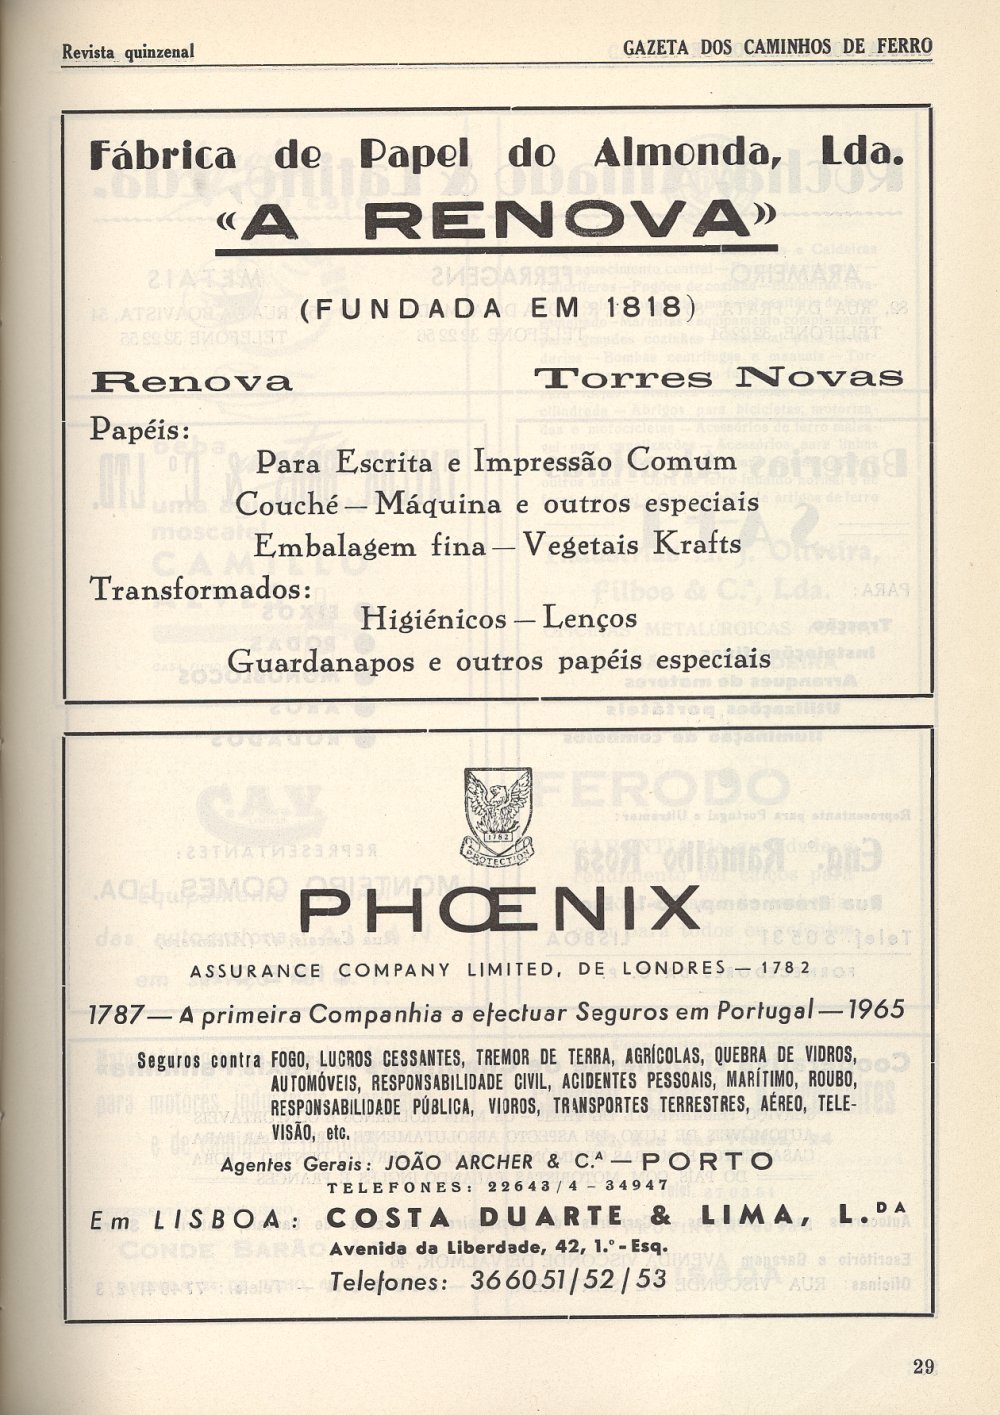 Revista quinzenal
GAZETA DOS CAMINHOS DE FERRO
Fábrica de Papel do Almonda, Lda.
«A RENOVA»
(FUNDADA EM 1818)
Renova Torres Novas
Papéis:
Para Escrita e Impressão Comum
Couché — Máquina e outros especiais
Embalagem fina — Vegetais Krafts
Transformados:
Higiénicos — Lenços
Guardanapos e outros papéis especiais
1782
PROTECTION
PHŒNIX
ASSURANCE COMPANY LIMITED, DE LONDRES — 1782
1787 — A primeira Companhia a efectuar Seguros em Portugal — 1965
Seguros contra FOGO, LUCROS CESSANTES, TREMOR DE TERRA, AGRÍCOLAS, QUEBRA DE VIDROS,
AUTOMÓVEIS, RESPONSABILIDADE CIVIL, ACIDENTES PESSOAIS, MARÍTIMO, ROUBO,
RESPONSABILIDADE PÚBLICA, VIDROS, TRANSPORTES TERRESTRES, AÉREO, TELE-
VISÃO, etc.
Agentes Gerais: JOÃO ARCHER & C.ᴬ — PORTO
TELEFONES: 22643/4 - 34947
Em LISBOA: COSTA DUARTE & LIMA, L.ᴰᴬ
Avenida da Liberdade, 42, 1.º - Esq.
Telefones: 366051/52/53
29